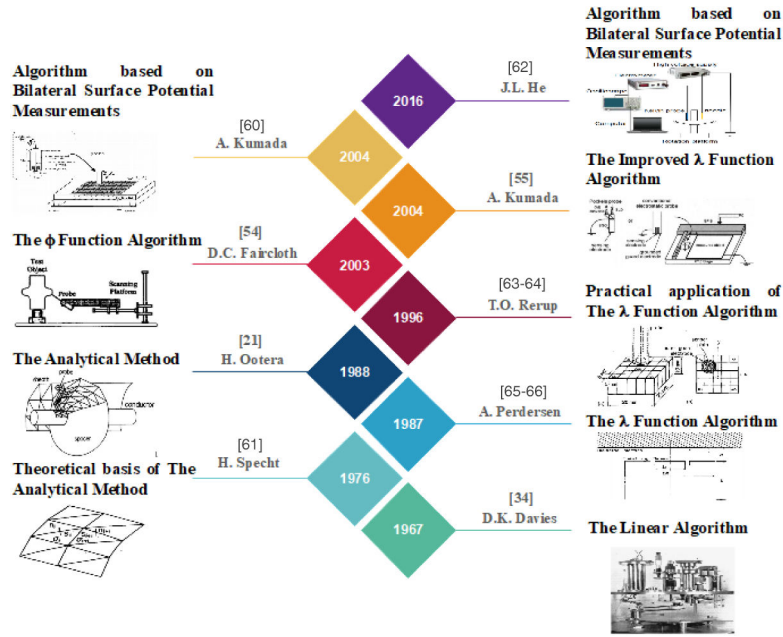 Algorithm based on
Bilateral Surface Potential
Measurements
[60]
A. Kumada
The ϕ Function Algorithm
Test
Object
Probe
Scanning
Platform
[54]
D.C. Faircloth
The Analytical Method
probe
sheath
conductor
spacer
[21]
H. Ootera
Theoretical basis of The
Analytical Method
[61]
H. Specht
2016
2004
2004
2003
1996
1988
1987
1976
1967
[62]
J.L. He
Algorithm based on
Bilateral Surface Potential
Measurements
Computer
[55]
A. Kumada
The Improved λ Function
Algorithm
[63-64]
T.O. Rerup
Practical application of
The λ Function Algorithm
[65-66]
A. Perdersen
The λ Function Algorithm
[34]
D.K. Davies
The Linear Algorithm